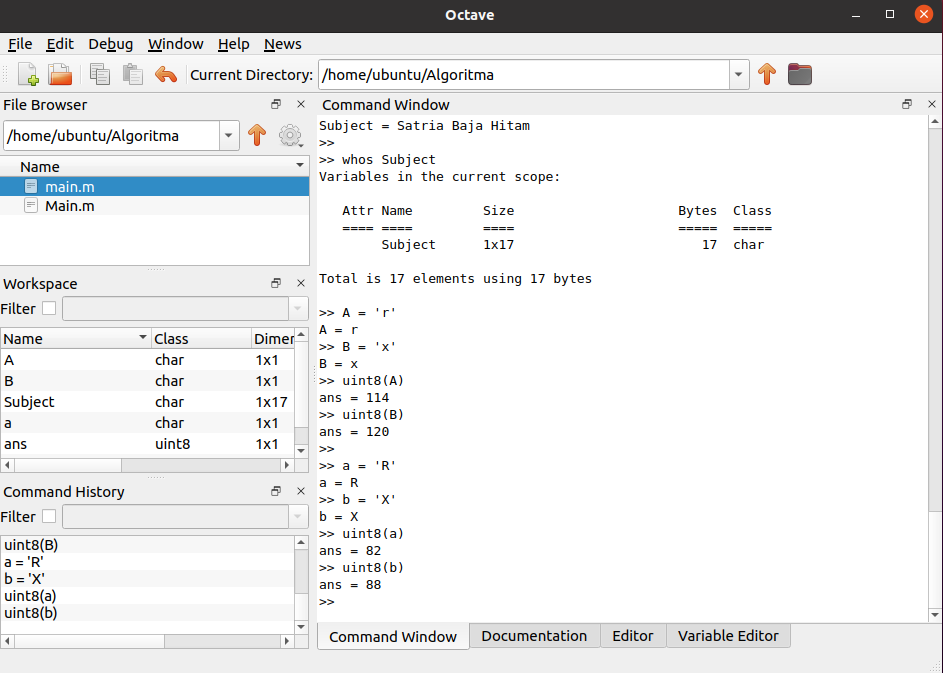 Octave
File Edit Debug Window Help News
Current Directory: /home/ubuntu/Algoritma
File Browser
/home/ubuntu/Algoritma
Name
main.m
Main.m
Workspace
Filter
Name Class Dimen
A char 1x1
B char 1x1
Subject char 1x17
a char 1x1
ans uint8 1x1
Command History
Filter
uint8(B)
a = 'R'
b = 'X'
uint8(a)
uint8(b)
Command Window
Subject = Satria Baja Hitam
>>
>> whos Subject
Variables in the current scope:
Attr Name Size Bytes Class
==== ==== ==== ===== =====
Subject 1x17 17 char
Total is 17 elements using 17 bytes
>> A = 'r'
A = r
>> B = 'x'
B = x
>> uint8(A)
ans = 114
>> uint8(B)
ans = 120
>>
>> a = 'R'
a = R
>> b = 'X'
b = X
>> uint8(a)
ans = 82
>> uint8(b)
ans = 88
>>
Command Window Documentation Editor Variable Editor